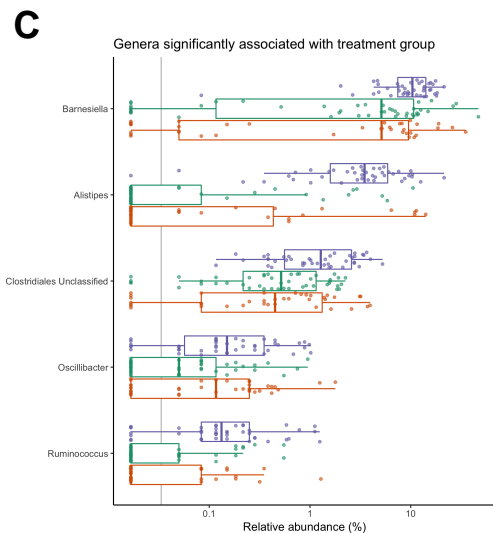 C
Genera significantly associated with treatment group
Barnesiella
Alistipes
Clostridiales Unclassified
Oscillibacter
Ruminococcus
0.1 1 10
Relative abundance (%)